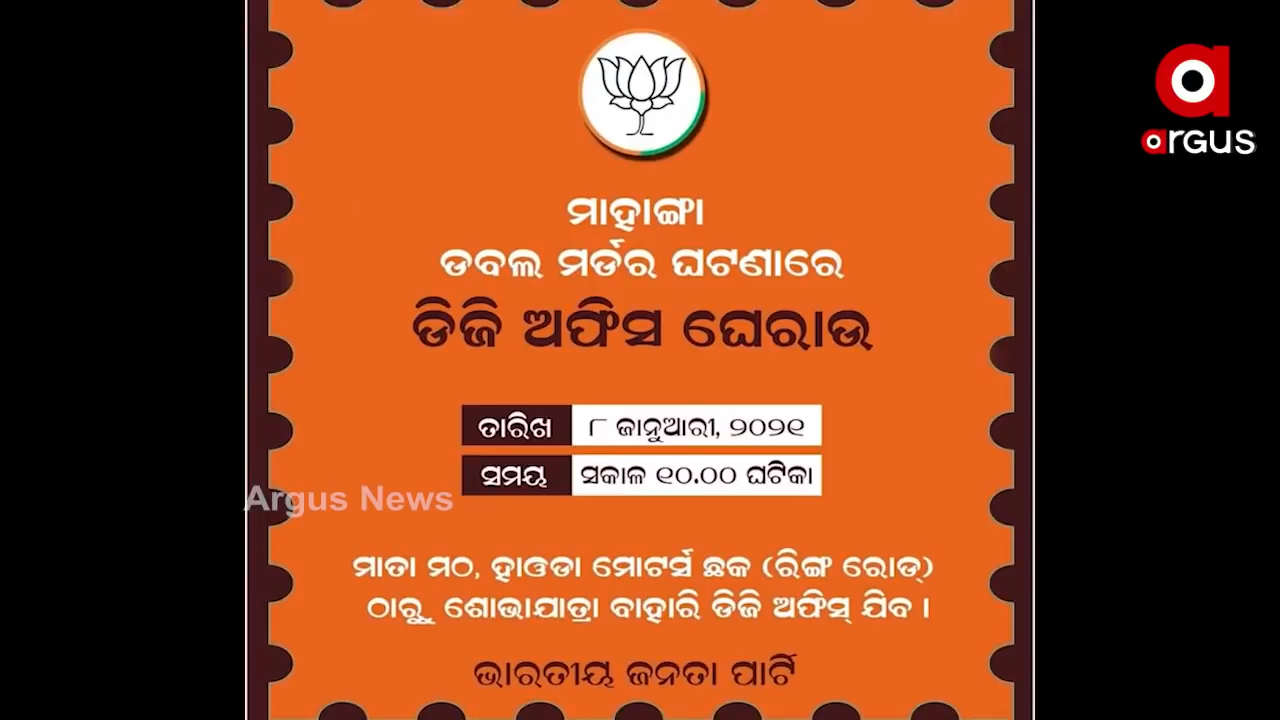 argus
ମାହାଙ୍ଗା
ଡବଲ ମର୍ଡର ଘଟଣାରେ
ଡିଜି ଅଫିସ ଘେରାଉ
ତାରିଖ ୮ ଜାନୁଆରୀ, ୨୦୨୧
ସମୟ ସକାଳ ୧୦.୦୦ ଘଟିକା
Argus News
ମାତା ମଠ, ହାଓଡା ମୋଟର୍ସ ଛକ (ରିଙ୍ଗ ରୋଡ୍)
ଠାରୁ ଶୋଭାଯାତ୍ରା ବାହାରି ଡିଜି ଅଫିସ୍ ଯିବ ।
ଭାରତୀୟ ଜନତା ପାର୍ଟି